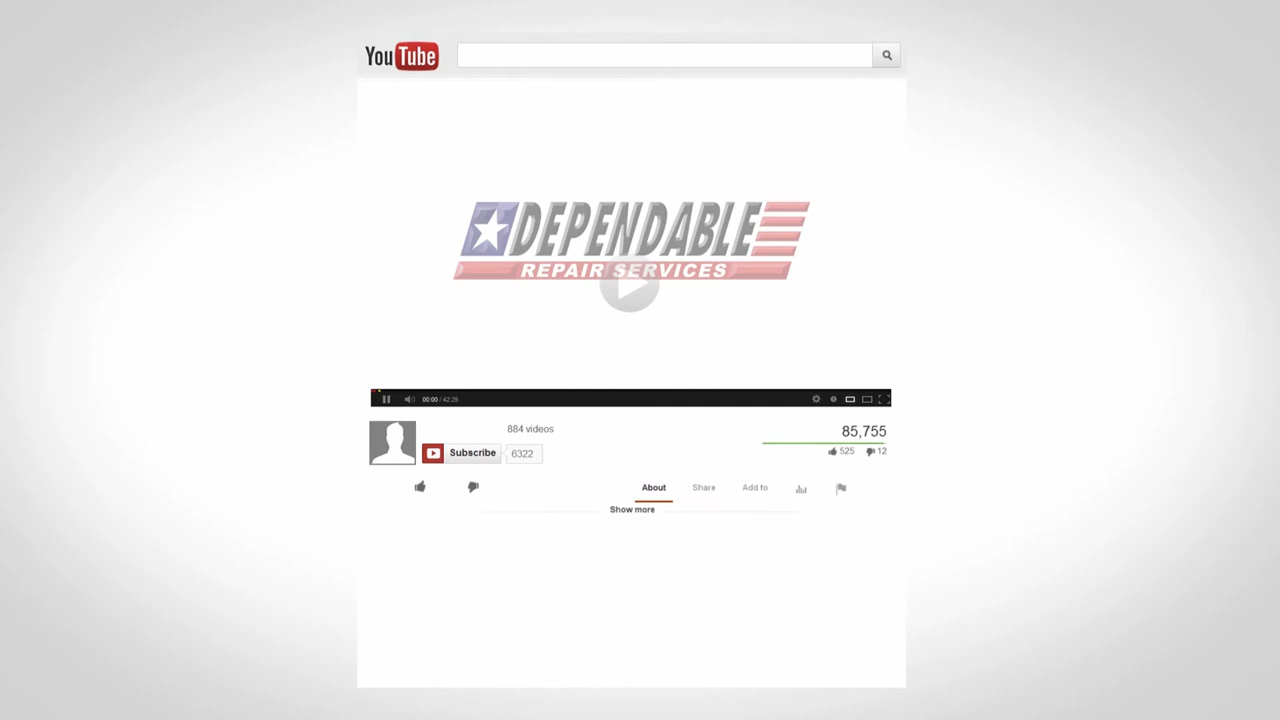 YouTube
DEPENDABLE
REPAIR SERVICES
00:00 / 42:25
884 videos
85,755
Subscribe
6322
525
12
About
Share
Add to
Show more